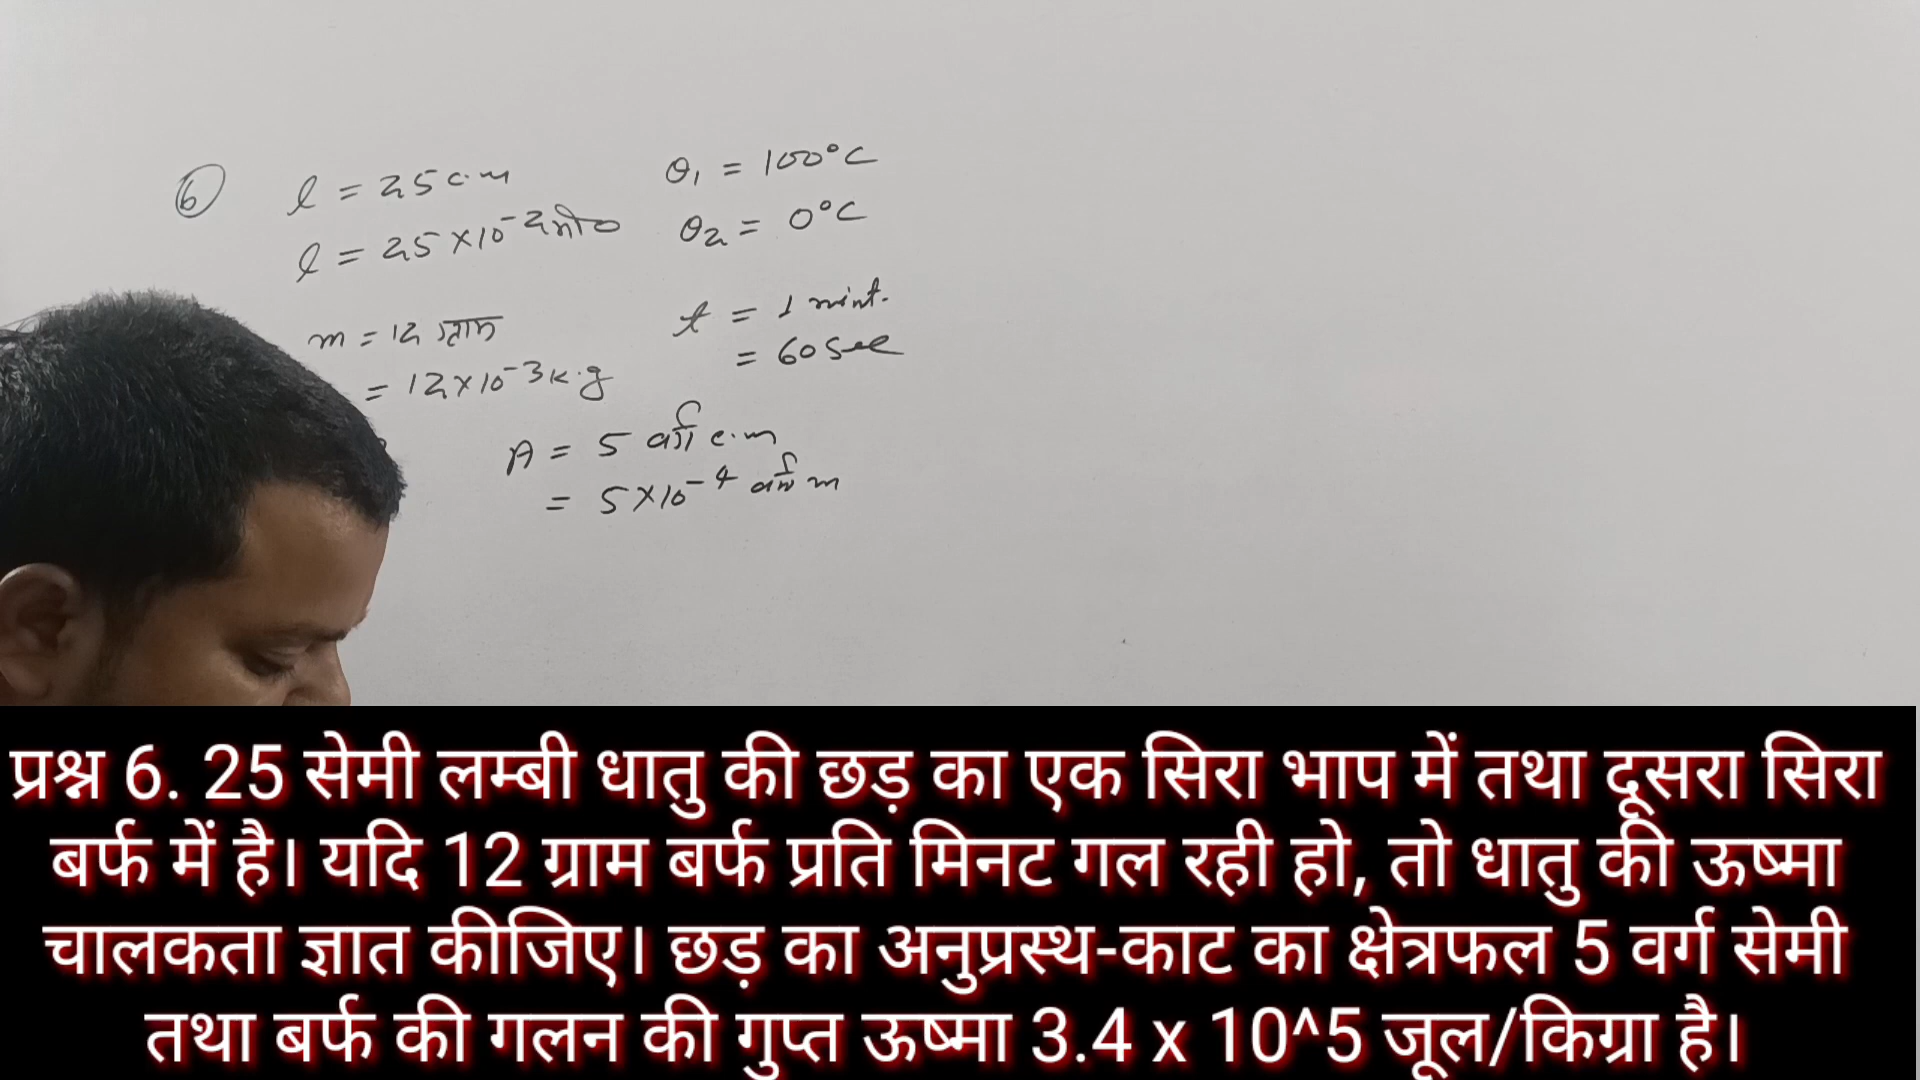 6
l = 25 c.m
θ₁ = 100°C
l = 25 × 10⁻² मी०
θ₂ = 0°C
m = 12 ग्राम
t = 1 mint.
= 12 × 10⁻³ k.g
= 60 Sec
A = 5 वर्ग c.m
= 5 × 10⁻⁴ वर्ग m
प्रश्न 6. 25 सेमी लम्बी धातु की छड़ का एक सिरा भाप में तथा दूसरा सिरा
बर्फ में है। यदि 12 ग्राम बर्फ प्रति मिनट गल रही हो, तो धातु की ऊष्मा
चालकता ज्ञात कीजिए। छड़ का अनुप्रस्थ-काट का क्षेत्रफल 5 वर्ग सेमी
तथा बर्फ की गलन की गुप्त ऊष्मा 3.4 x 10^5 जूल/किग्रा है।